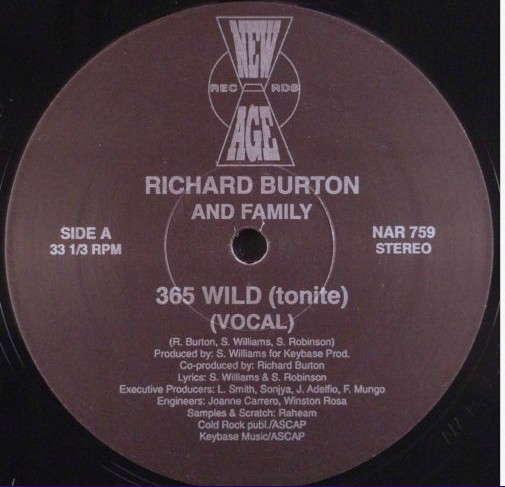 NEW
RECORDS
AGE
RICHARD BURTON
AND FAMILY
SIDE A
33 1/3 RPM
NAR 759
STEREO
365 WILD (tonite)
(VOCAL)
(R. Burton, S. Williams, S. Robinson)
Produced by: S. Williams for Keybase Prod.
Co-produced by: Richard Burton
Lyrics: S. Williams & S. Robinson
Executive Producers: L. Smith, Sonjya, J. Adelfio, F. Mungo
Engineers: Joanne Carrero, Winston Rosa
Samples & Scratch: Raheam
Cold Rock publ./ASCAP
Keybase Music/ASCAP